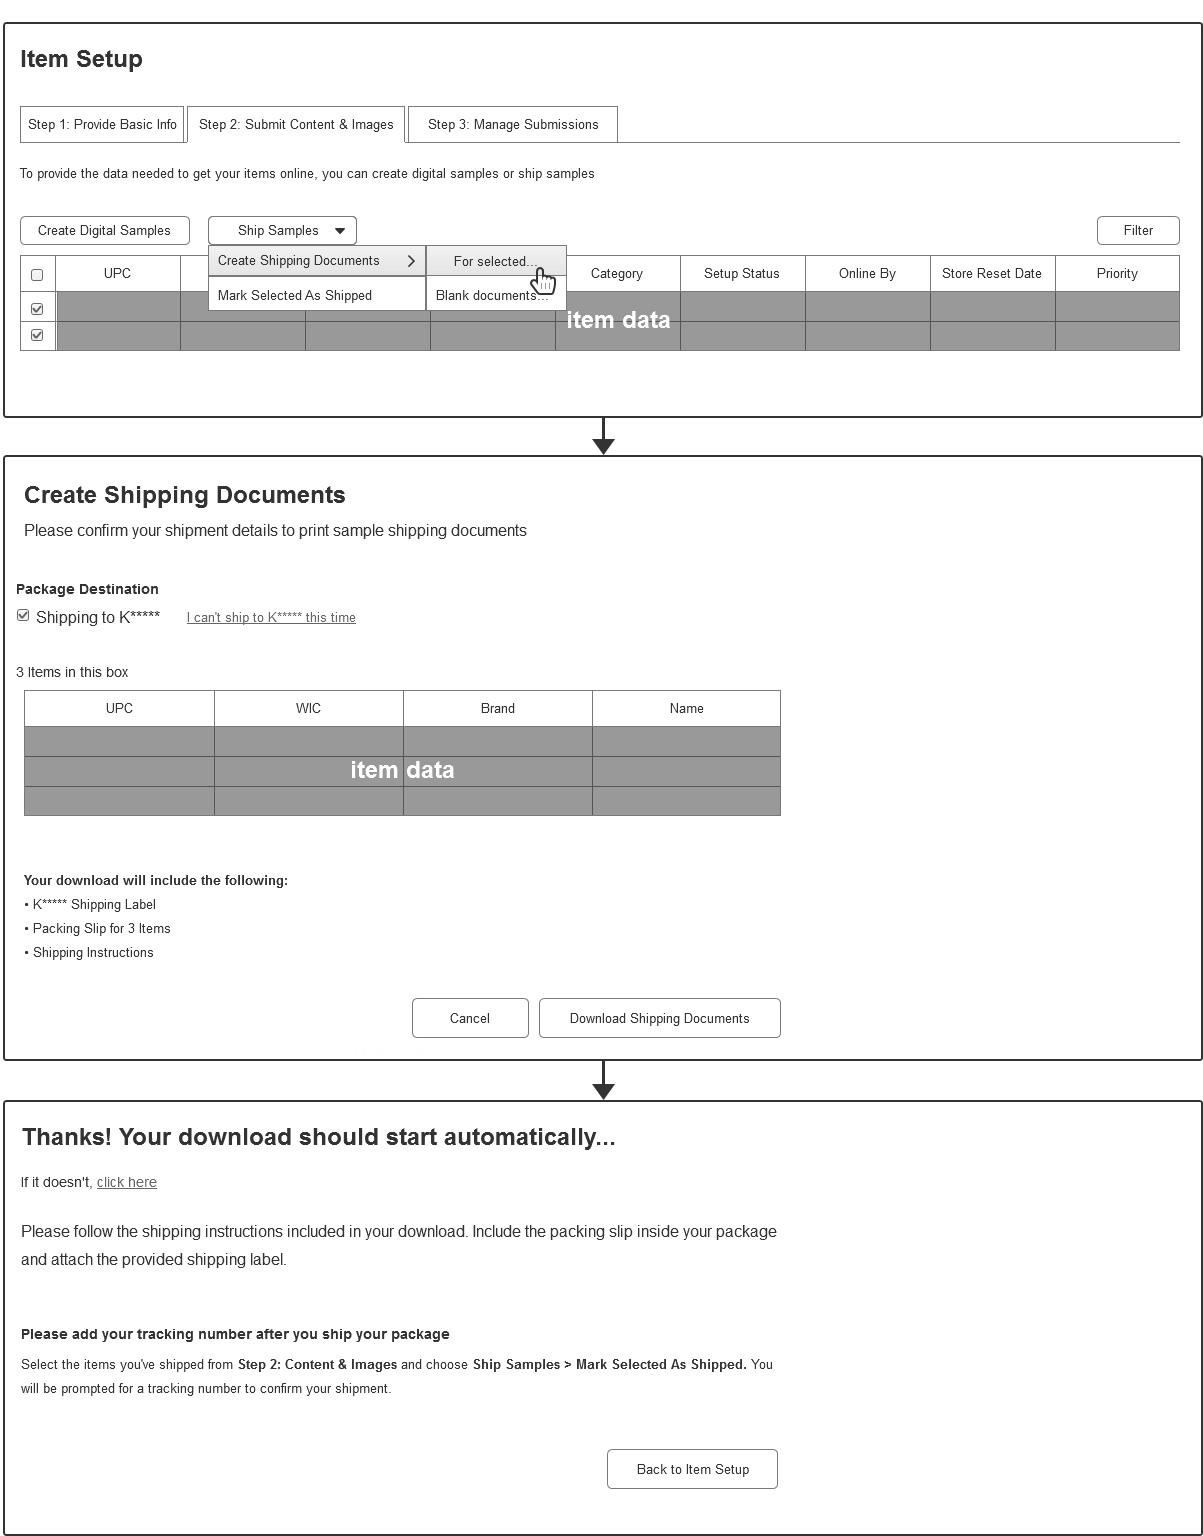 Item Setup
Step 1: Provide Basic Info
Step 2: Submit Content & Images
Step 3: Manage Submissions
To provide the data needed to get your items online, you can create digital samples or ship samples
Create Digital Samples
Ship Samples
Filter
Create Shipping Documents
For selected...
Mark Selected As Shipped
Blank documents...
UPC
Category
Setup Status
Online By
Store Reset Date
Priority
item data
Create Shipping Documents
Please confirm your shipment details to print sample shipping documents
Package Destination
Shipping to K*****
I can't ship to K***** this time
3 Items in this box
UPC
WIC
Brand
Name
item data
Your download will include the following:
• K***** Shipping Label
• Packing Slip for 3 Items
• Shipping Instructions
Cancel
Download Shipping Documents
Thanks! Your download should start automatically...
If it doesn't, click here
Please follow the shipping instructions included in your download. Include the packing slip inside your package
and attach the provided shipping label.
Please add your tracking number after you ship your package
Select the items you've shipped from Step 2: Content & Images and choose Ship Samples > Mark Selected As Shipped. You
will be prompted for a tracking number to confirm your shipment.
Back to Item Setup